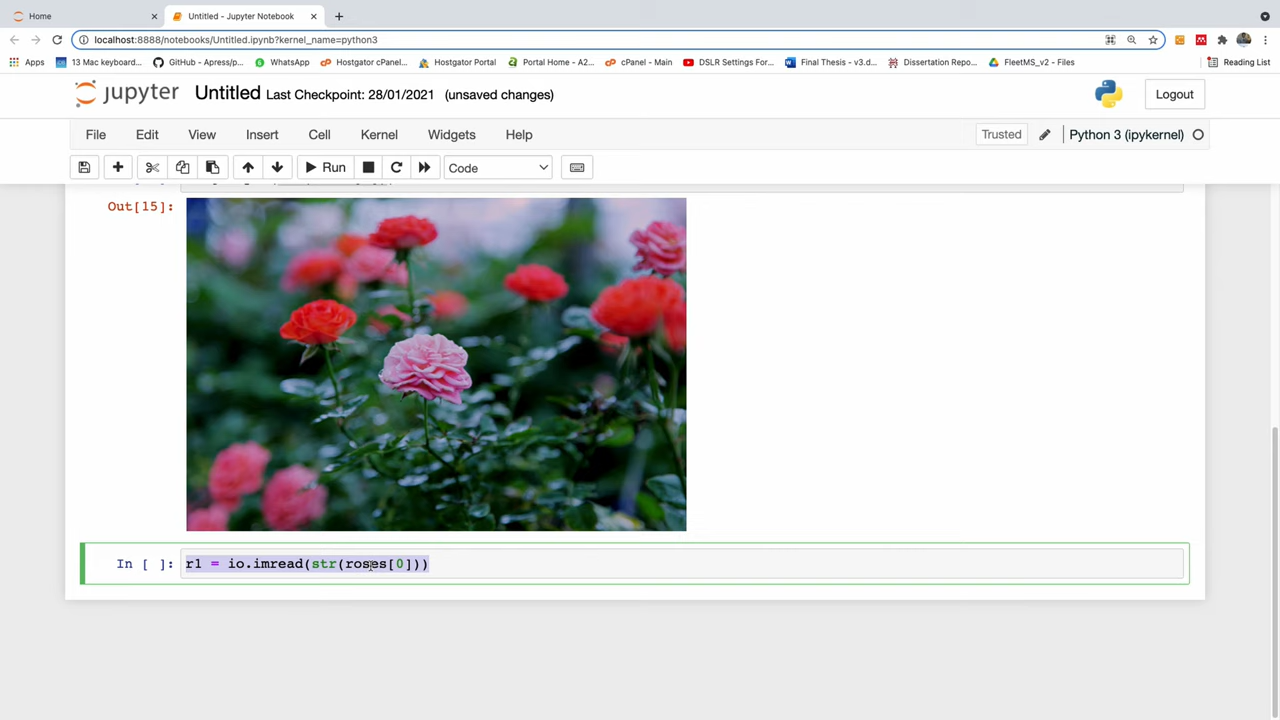 Home
Untitled - Jupyter Notebook
localhost:8888/notebooks/Untitled.ipynb?kernel_name=python3
Apps 13 Mac keyboard... GitHub - Apress/p... WhatsApp Hostgator cPanel... Hostgator Portal Portal Home - A2... cPanel - Main DSLR Settings For... Final Thesis - v3.d... Dissertation Repo... FleetMS_v2 - Files Reading List
jupyter Untitled Last Checkpoint: 28/01/2021 (unsaved changes) Logout
File Edit View Insert Cell Kernel Widgets Help Trusted Python 3 (ipykernel)
Run Code
Out[15]:
In [ ]: r1 = io.imread(str(roses[0]))